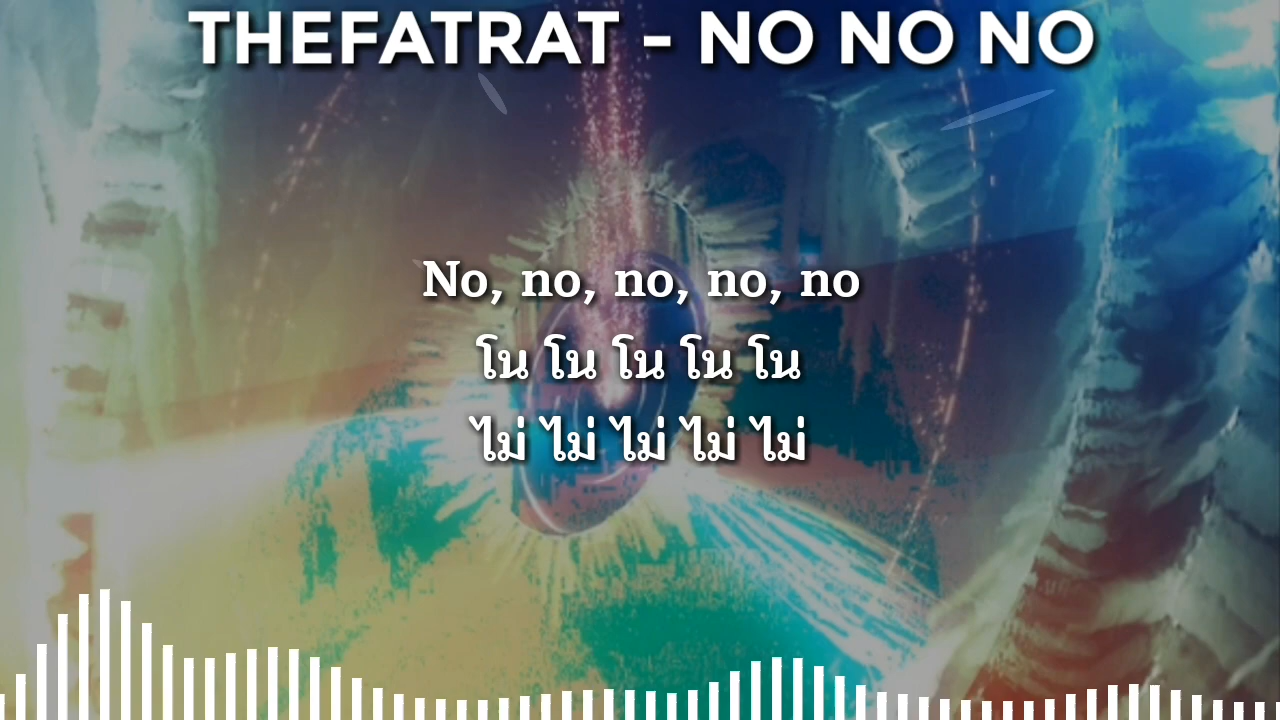 THEFATRAT - NO NO NO
No, no, no, no, no
โน โน โน โน โน
ไม่ ไม่ ไม่ ไม่ ไม่